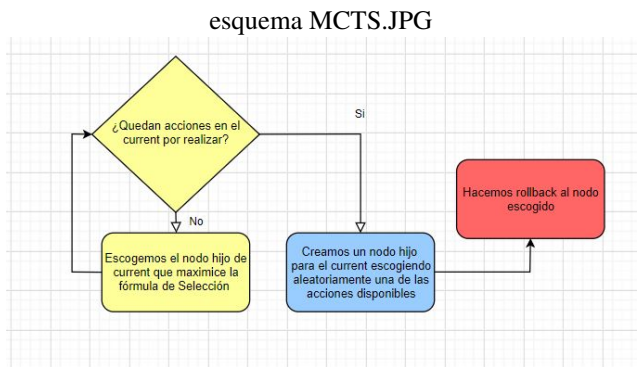 esquema MCTS.JPG
¿Quedan acciones en el
current por realizar?
Si
No
Escogemos el nodo hijo de
current que maximice la
fórmula de Selección
Creamos un nodo hijo
para el current escogiendo
aleatoriamente una de las
acciones disponibles
Hacemos rollback al nodo
escogido